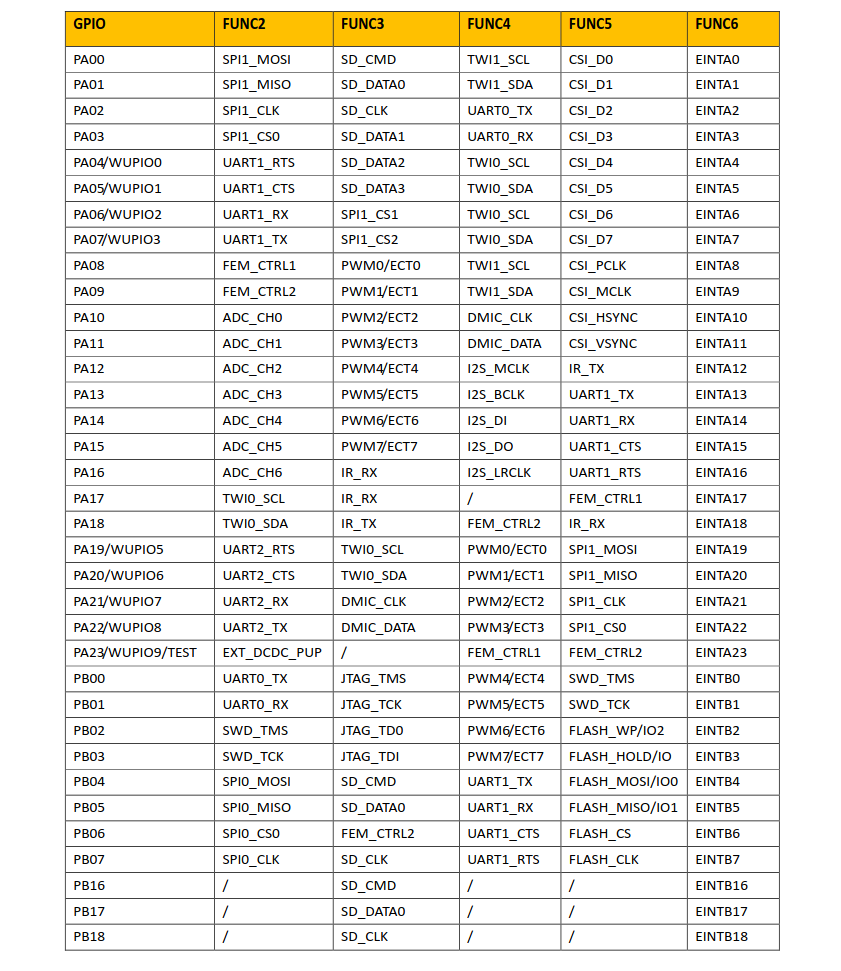 GPIO FUNC2 FUNC3 FUNC4 FUNC5 FUNC6
PA00 SPI1_MOSI SD_CMD TWI1_SCL CSI_D0 EINTA0
PA01 SPI1_MISO SD_DATA0 TWI1_SDA CSI_D1 EINTA1
PA02 SPI1_CLK SD_CLK UART0_TX CSI_D2 EINTA2
PA03 SPI1_CS0 SD_DATA1 UART0_RX CSI_D3 EINTA3
PA04/WUPIO0 UART1_RTS SD_DATA2 TWI0_SCL CSI_D4 EINTA4
PA05/WUPIO1 UART1_CTS SD_DATA3 TWI0_SDA CSI_D5 EINTA5
PA06/WUPIO2 UART1_RX SPI1_CS1 TWI0_SCL CSI_D6 EINTA6
PA07/WUPIO3 UART1_TX SPI1_CS2 TWI0_SDA CSI_D7 EINTA7
PA08 FEM_CTRL1 PWM0/ECT0 TWI1_SCL CSI_PCLK EINTA8
PA09 FEM_CTRL2 PWM1/ECT1 TWI1_SDA CSI_MCLK EINTA9
PA10 ADC_CH0 PWM2/ECT2 DMIC_CLK CSI_HSYNC EINTA10
PA11 ADC_CH1 PWM3/ECT3 DMIC_DATA CSI_VSYNC EINTA11
PA12 ADC_CH2 PWM4/ECT4 I2S_MCLK IR_TX EINTA12
PA13 ADC_CH3 PWM5/ECT5 I2S_BCLK UART1_TX EINTA13
PA14 ADC_CH4 PWM6/ECT6 I2S_DI UART1_RX EINTA14
PA15 ADC_CH5 PWM7/ECT7 I2S_DO UART1_CTS EINTA15
PA16 ADC_CH6 IR_RX I2S_LRCLK UART1_RTS EINTA16
PA17 TWI0_SCL IR_RX / FEM_CTRL1 EINTA17
PA18 TWI0_SDA IR_TX FEM_CTRL2 IR_RX EINTA18
PA19/WUPIO5 UART2_RTS TWI0_SCL PWM0/ECT0 SPI1_MOSI EINTA19
PA20/WUPIO6 UART2_CTS TWI0_SDA PWM1/ECT1 SPI1_MISO EINTA20
PA21/WUPIO7 UART2_RX DMIC_CLK PWM2/ECT2 SPI1_CLK EINTA21
PA22/WUPIO8 UART2_TX DMIC_DATA PWM3/ECT3 SPI1_CS0 EINTA22
PA23/WUPIO9/TEST EXT_DCDC_PUP / FEM_CTRL1 FEM_CTRL2 EINTA23
PB00 UART0_TX JTAG_TMS PWM4/ECT4 SWD_TMS EINTB0
PB01 UART0_RX JTAG_TCK PWM5/ECT5 SWD_TCK EINTB1
PB02 SWD_TMS JTAG_TD0 PWM6/ECT6 FLASH_WP/IO2 EINTB2
PB03 SWD_TCK JTAG_TDI PWM7/ECT7 FLASH_HOLD/IO EINTB3
PB04 SPI0_MOSI SD_CMD UART1_TX FLASH_MOSI/IO0 EINTB4
PB05 SPI0_MISO SD_DATA0 UART1_RX FLASH_MISO/IO1 EINTB5
PB06 SPI0_CS0 FEM_CTRL2 UART1_CTS FLASH_CS EINTB6
PB07 SPI0_CLK SD_CLK UART1_RTS FLASH_CLK EINTB7
PB16 / SD_CMD / / EINTB16
PB17 / SD_DATA0 / / EINTB17
PB18 / SD_CLK / / EINTB18